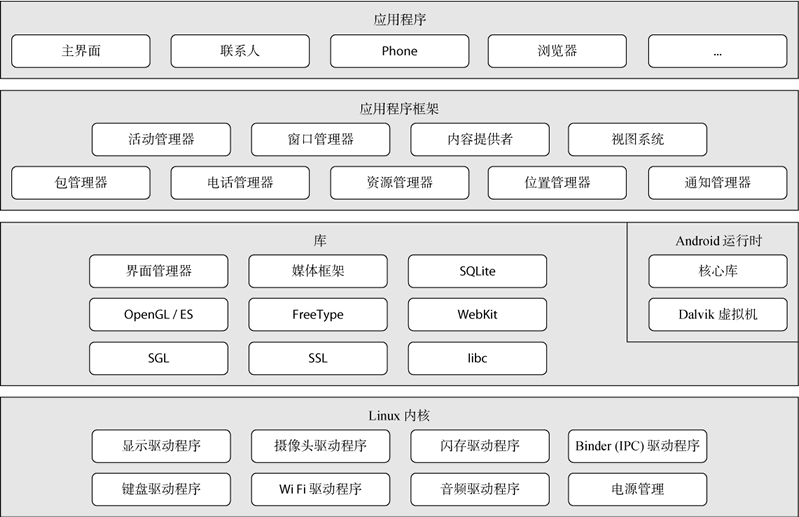 应用程序
主界面 联系人 Phone 浏览器 ...
应用程序框架
活动管理器 窗口管理器 内容提供者 视图系统
包管理器 电话管理器 资源管理器 位置管理器 通知管理器
库
界面管理器 媒体框架 SQLite
OpenGL / ES FreeType WebKit
SGL SSL libc
Android 运行时
核心库
Dalvik 虚拟机
Linux 内核
显示驱动程序 摄像头驱动程序 闪存驱动程序 Binder (IPC) 驱动程序
键盘驱动程序 Wi Fi 驱动程序 音频驱动程序 电源管理